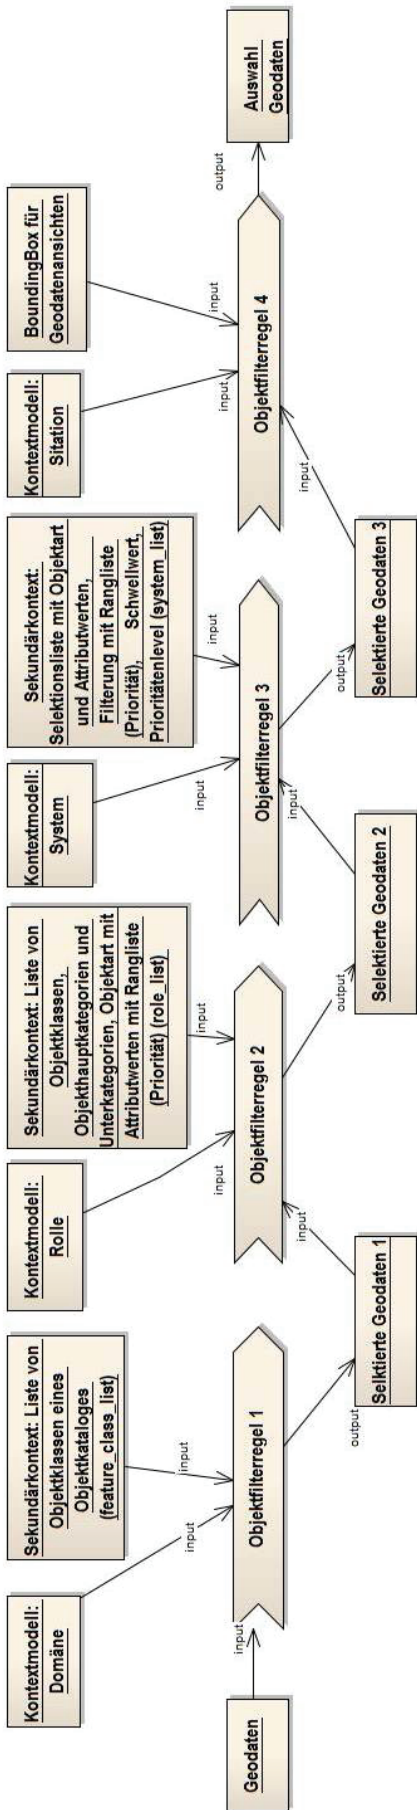 Kontextmodell:
Domäne
Sekundärkontext: Liste von
Objektklassen eines
Objektkataloges
(feature_class_list)
Kontextmodell:
Rolle
Sekundärkontext: Liste von
Objektklassen,
Objekthauptkategorien und
Unterkategorien, Objektart mit
Attributwerten mit Rangliste
(Priorität) (role_list)
Kontextmodell:
System
Sekundärkontext:
Selektionsliste mit Objektart
und Attributwerten,
Filterung mit Rangliste
(Priorität), Schwellwert,
Prioritätenlevel (system_list)
Kontextmodell:
Sitation
BoundingBox für
Geodatenansichten
input
input
input
input
input
input
input
input
Geodaten
input
Objektfilterregel 1
Objektfilterregel 2
Objektfilterregel 3
Objektfilterregel 4
output
Auswahl
Geodaten
output
input
output
input
output
input
Selktierte Geodaten 1
Selektierte Geodaten 2
Selektierte Geodaten 3